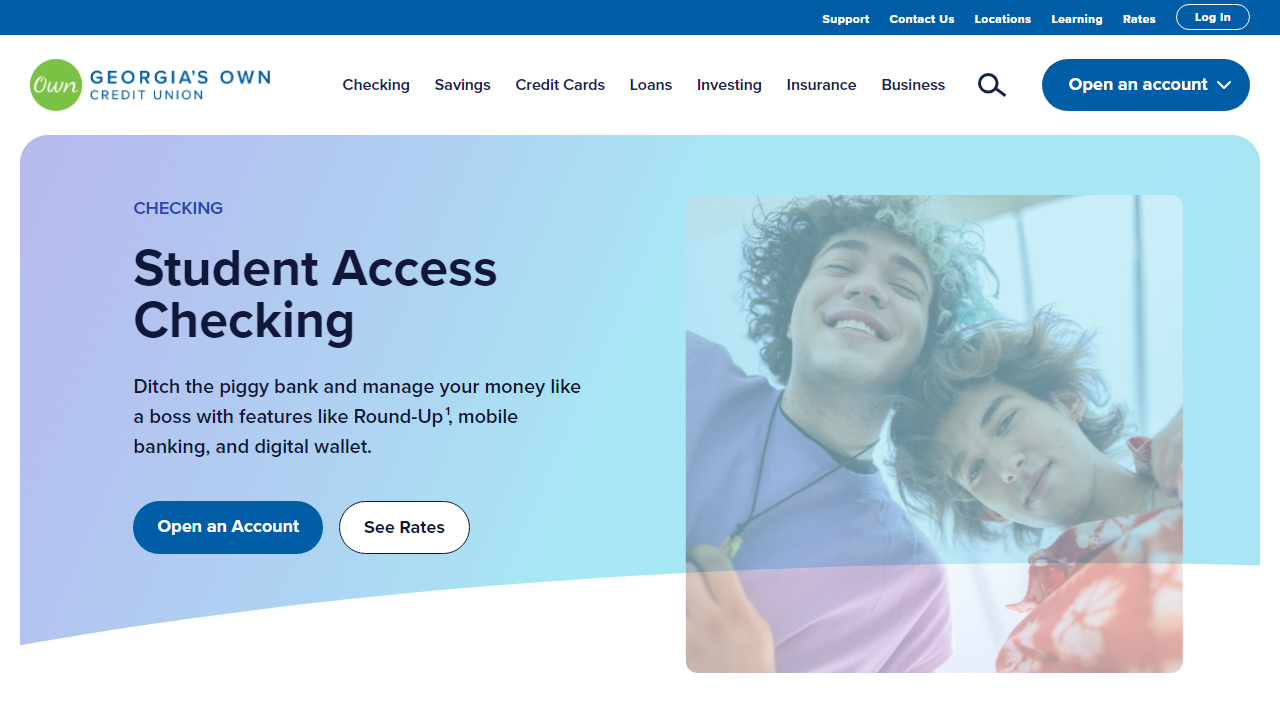 Support Contact Us Locations Learning Rates Log In
Own GEORGIA'S OWN
CREDIT UNION
Checking Savings Credit Cards Loans Investing Insurance Business Open an account
CHECKING
Student Access
Checking
Ditch the piggy bank and manage your money like
a boss with features like Round-Up¹, mobile
banking, and digital wallet.
Open an Account See Rates